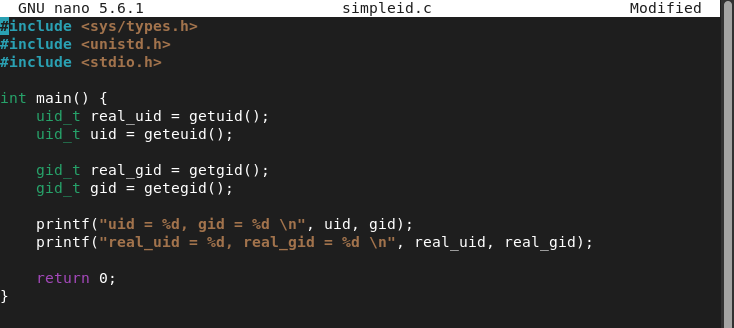 GNU nano 5.6.1 simpleid.c Modified
#include <sys/types.h>
#include <unistd.h>
#include <stdio.h>
int main() {
    uid_t real_uid = getuid();
    uid_t uid = geteuid();
    gid_t real_gid = getgid();
    gid_t gid = getegid();
    printf("uid = %d, gid = %d \n", uid, gid);
    printf("real_uid = %d, real_gid = %d \n", real_uid, real_gid);
    return 0;
}